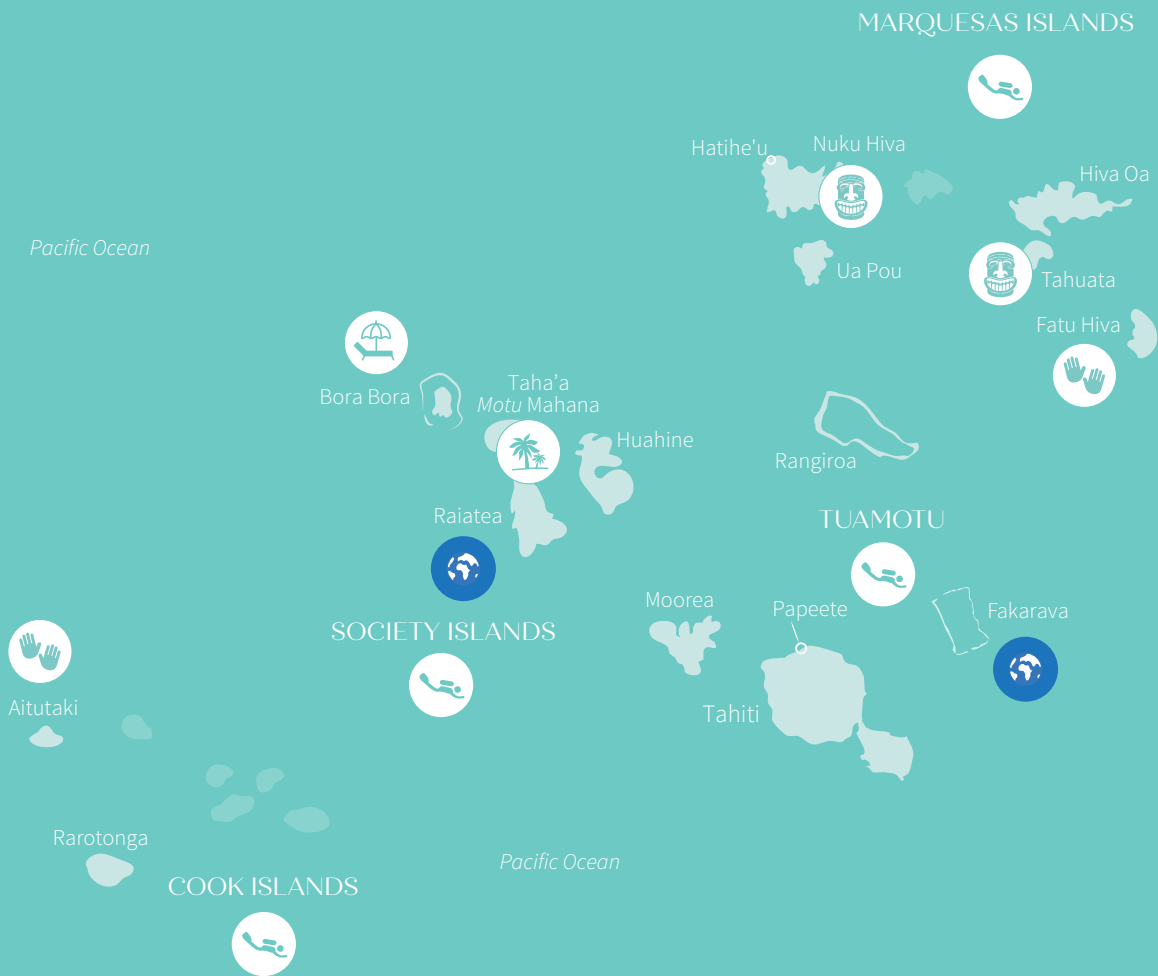 MARQUESAS ISLANDS
Hatihe'u
Nuku Hiva
Hiva Oa
Pacific Ocean
Ua Pou
Tahuata
Fatu Hiva
Bora Bora
Taha’a
Motu Mahana
Huahine
Rangiroa
Raiatea
TUAMOTU
Moorea
Papeete
Fakarava
SOCIETY ISLANDS
Aitutaki
Tahiti
Rarotonga
Pacific Ocean
COOK ISLANDS